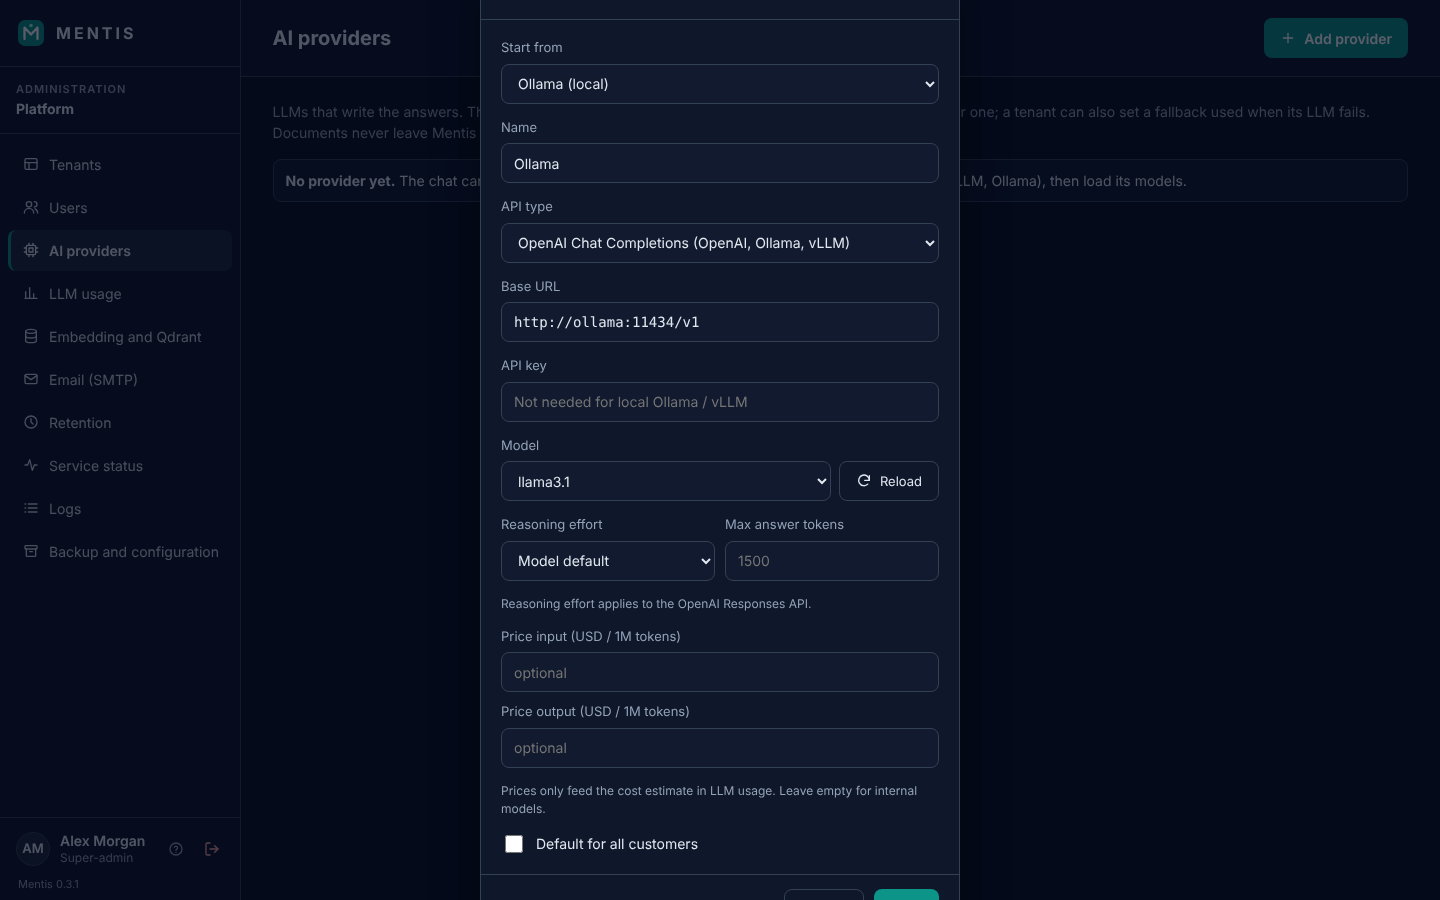 MENTIS
ADMINISTRATION
Platform
Tenants
Users
AI providers
LLM usage
Embedding and Qdrant
Email (SMTP)
Retention
Service status
Logs
Backup and configuration
AM
Alex Morgan
Super-admin
Mentis 0.3.1
AI providers
Add provider
LLMs that write the answers.
r one; a tenant can also set a fallback used when its LLM fails.
Documents never leave Mentis
No provider yet. The chat
LLM, Ollama), then load its models.
Start from
Ollama (local)
Name
Ollama
API type
OpenAI Chat Completions (OpenAI, Ollama, vLLM)
Base URL
http://ollama:11434/v1
API key
Not needed for local Ollama / vLLM
Model
llama3.1
Reload
Reasoning effort
Max answer tokens
Model default
1500
Reasoning effort applies to the OpenAI Responses API.
Price input (USD / 1M tokens)
optional
Price output (USD / 1M tokens)
optional
Prices only feed the cost estimate in LLM usage. Leave empty for internal
models.
Default for all customers